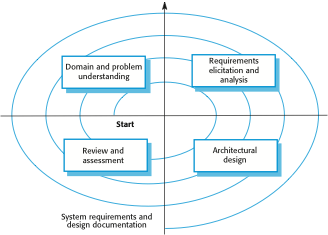 Domain and problem
understanding
Requirements
elicitation and
analysis
Start
Review and
assessment
Architectural
design
System requirements and
design documentation